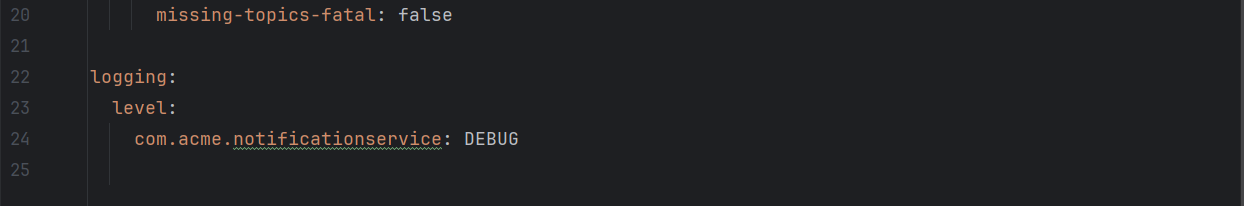 20 missing-topics-fatal: false
21
22 logging:
23 level:
24 com.acme.notificationservice: DEBUG
25